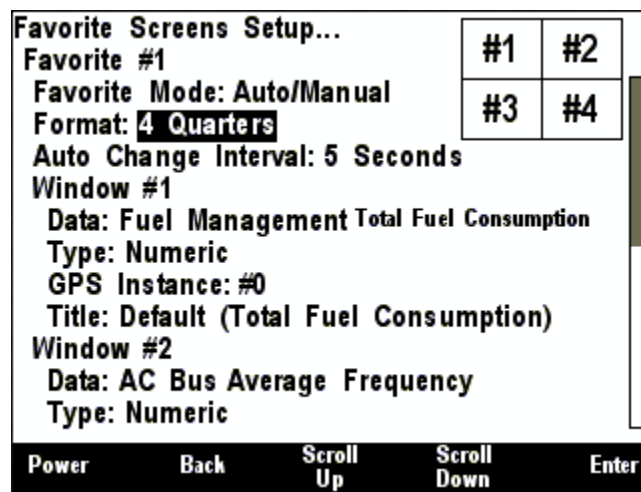 Favorite Screens Setup...
Favorite #1
Favorite Mode: Auto/Manual
Format: 4 Quarters
Auto Change Interval: 5 Seconds
Window #1
Data: Fuel Management Total Fuel Consumption
Type: Numeric
GPS Instance: #0
Title: Default (Total Fuel Consumption)
Window #2
Data: AC Bus Average Frequency
Type: Numeric
#1 #2
#3 #4
Power Back Scroll Up Scroll Down Enter